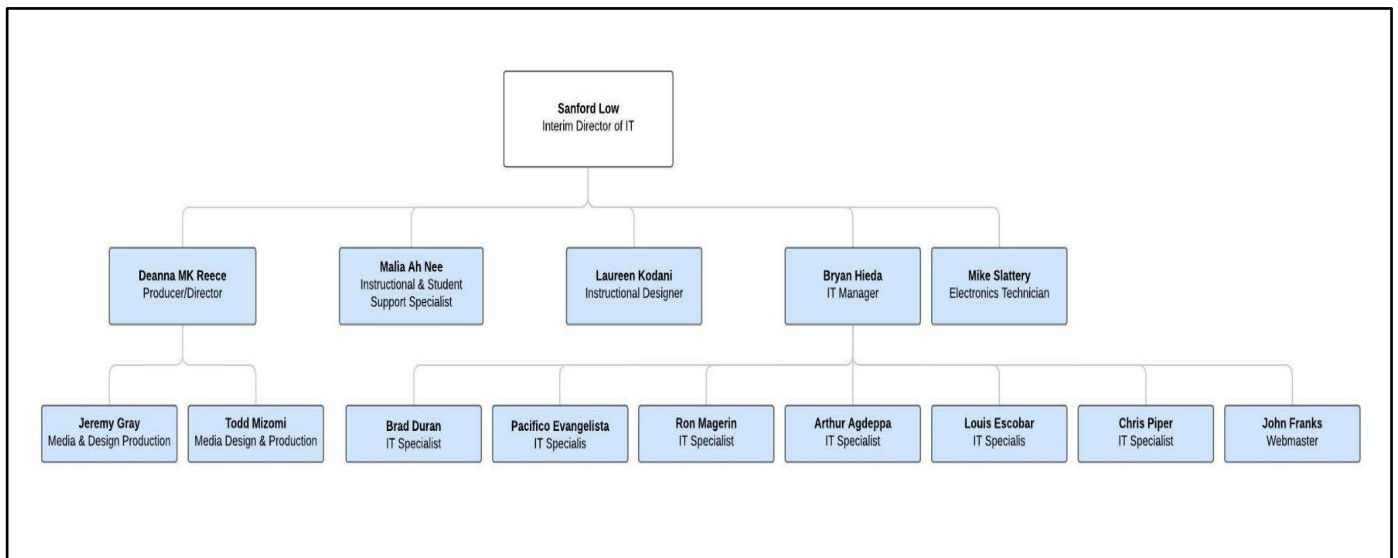 Sanford Low
Interim Director of IT
Deanna MK Reece
Producer/Director
Malia Ah Nee
Instructional & Student
Support Specialist
Laureen Kodani
Instructional Designer
Bryan Hieda
IT Manager
Mike Slattery
Electronics Technician
Jeremy Gray
Media & Design Production
Todd Mizomi
Media Design & Production
Brad Duran
IT Specialist
Pacifico Evangelista
IT Specialis
Ron Magerin
IT Specialist
Arthur Agdeppa
IT Specialist
Louis Escobar
IT Specialis
Chris Piper
IT Specialist
John Franks
Webmaster